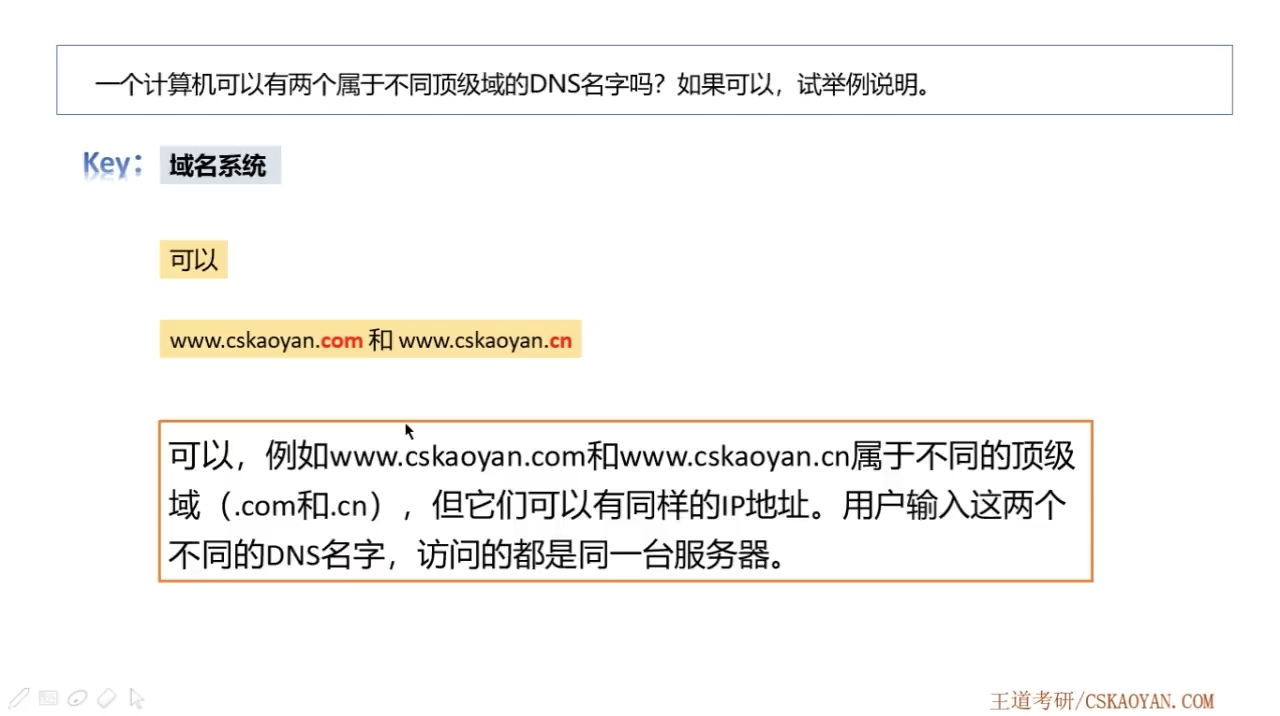 一个计算机可以有两个属于不同顶级域的DNS名字吗？如果可以，试举例说明。
Key： 域名系统
可以
www.cskaoyan.com 和 www.cskaoyan.cn
可以，例如www.cskaoyan.com和www.cskaoyan.cn属于不同的顶级
域（.com和.cn），但它们可以有同样的IP地址。用户输入这两个
不同的DNS名字，访问的都是同一台服务器。
王道考研/CSKAOYAN.COM